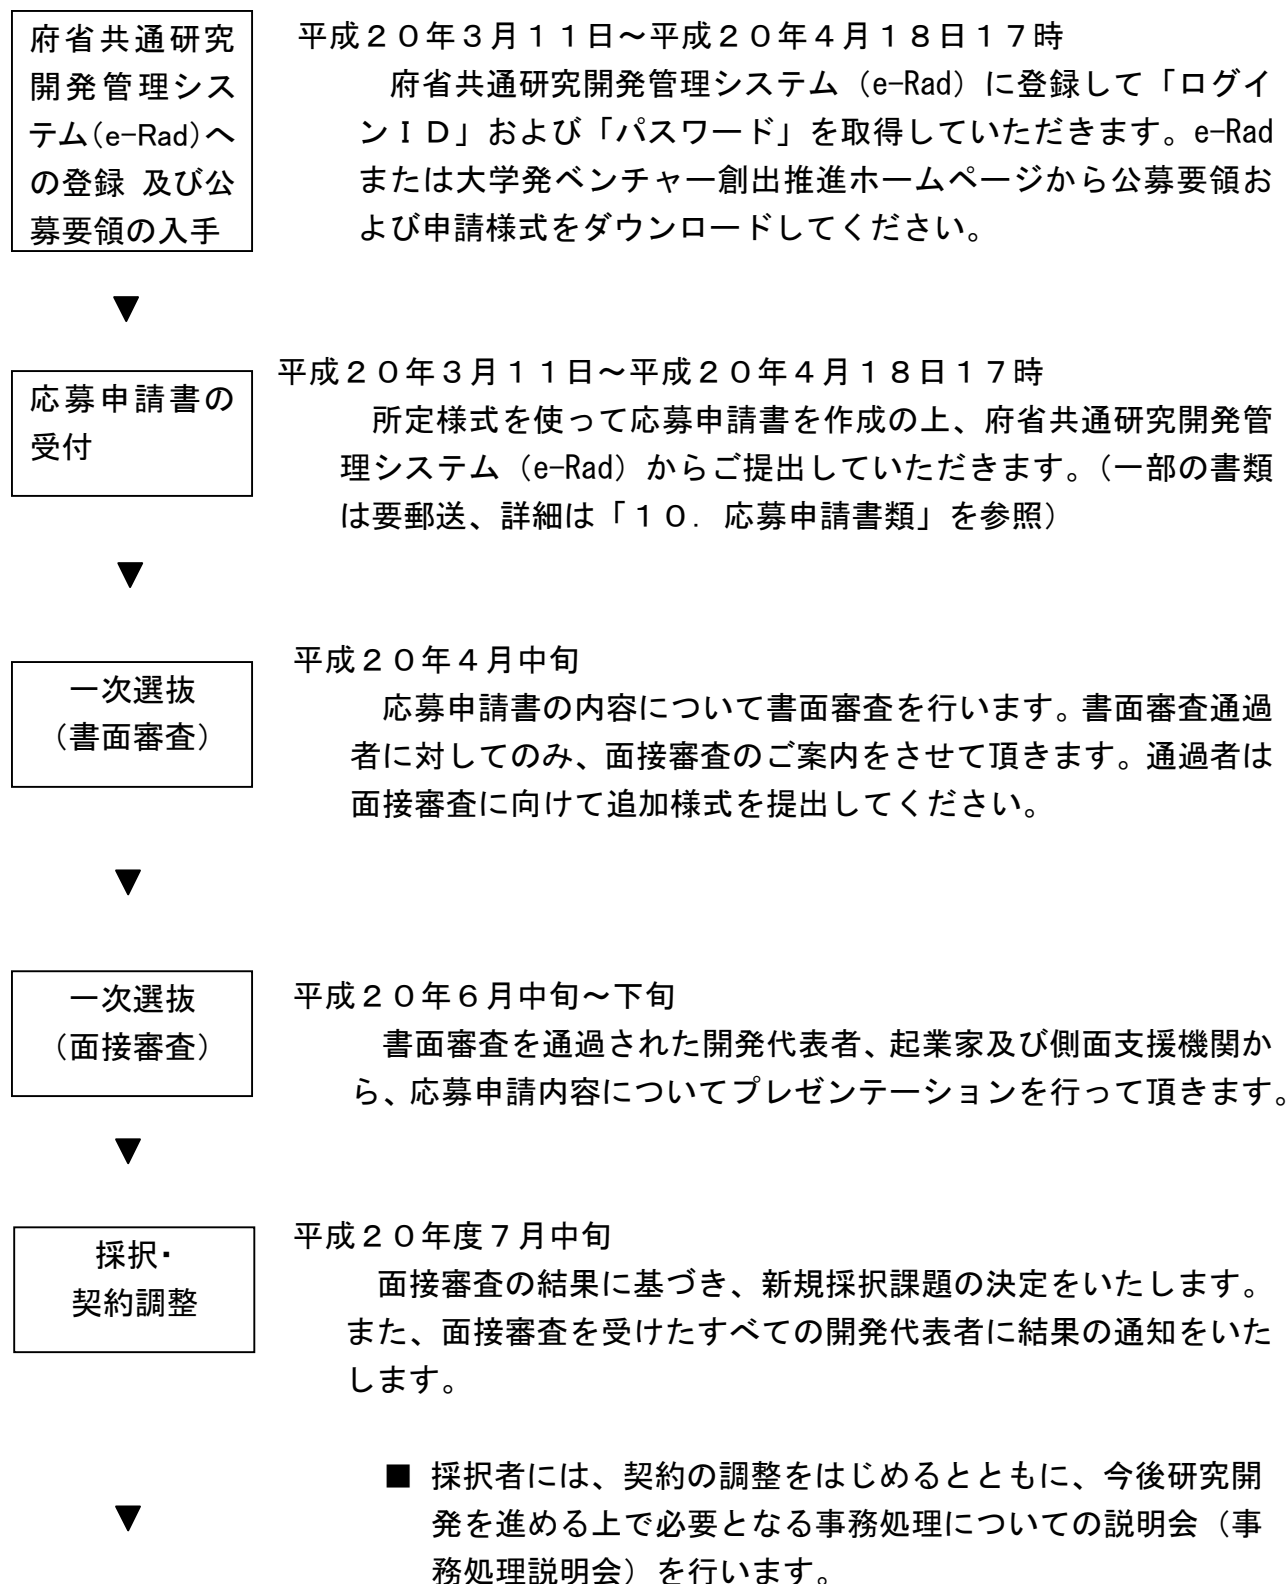 府省共通研究
開発管理シス
テム(e-Rad)へ
の登録 及び公
募要領の入手
平成２０年３月１１日～平成２０年４月１８日１７時
府省共通研究開発管理システム（e-Rad）に登録して「ログイ
ンＩＤ」および「パスワード」を取得していただきます。e-Rad
または大学発ベンチャー創出推進ホームページから公募要領お
よび申請様式をダウンロードしてください。
▼
応募申請書の
受付
平成２０年３月１１日～平成２０年４月１８日１７時
所定様式を使って応募申請書を作成の上、府省共通研究開発管
理システム（e-Rad）からご提出していただきます。（一部の書類
は要郵送、詳細は「１０．応募申請書類」を参照）
▼
一次選抜
（書面審査）
平成２０年４月中旬
応募申請書の内容について書面審査を行います。書面審査通過
者に対してのみ、面接審査のご案内をさせて頂きます。通過者は
面接審査に向けて追加様式を提出してください。
▼
一次選抜
（面接審査）
平成２０年６月中旬～下旬
書面審査を通過された開発代表者、起業家及び側面支援機関か
ら、応募申請内容についてプレゼンテーションを行って頂きます。
▼
採択・
契約調整
平成２０年度７月中旬
面接審査の結果に基づき、新規採択課題の決定をいたします。
また、面接審査を受けたすべての開発代表者に結果の通知をいた
します。
■ 採択者には、契約の調整をはじめるとともに、今後研究開
発を進める上で必要となる事務処理についての説明会（事
務処理説明会）を行います。
▼